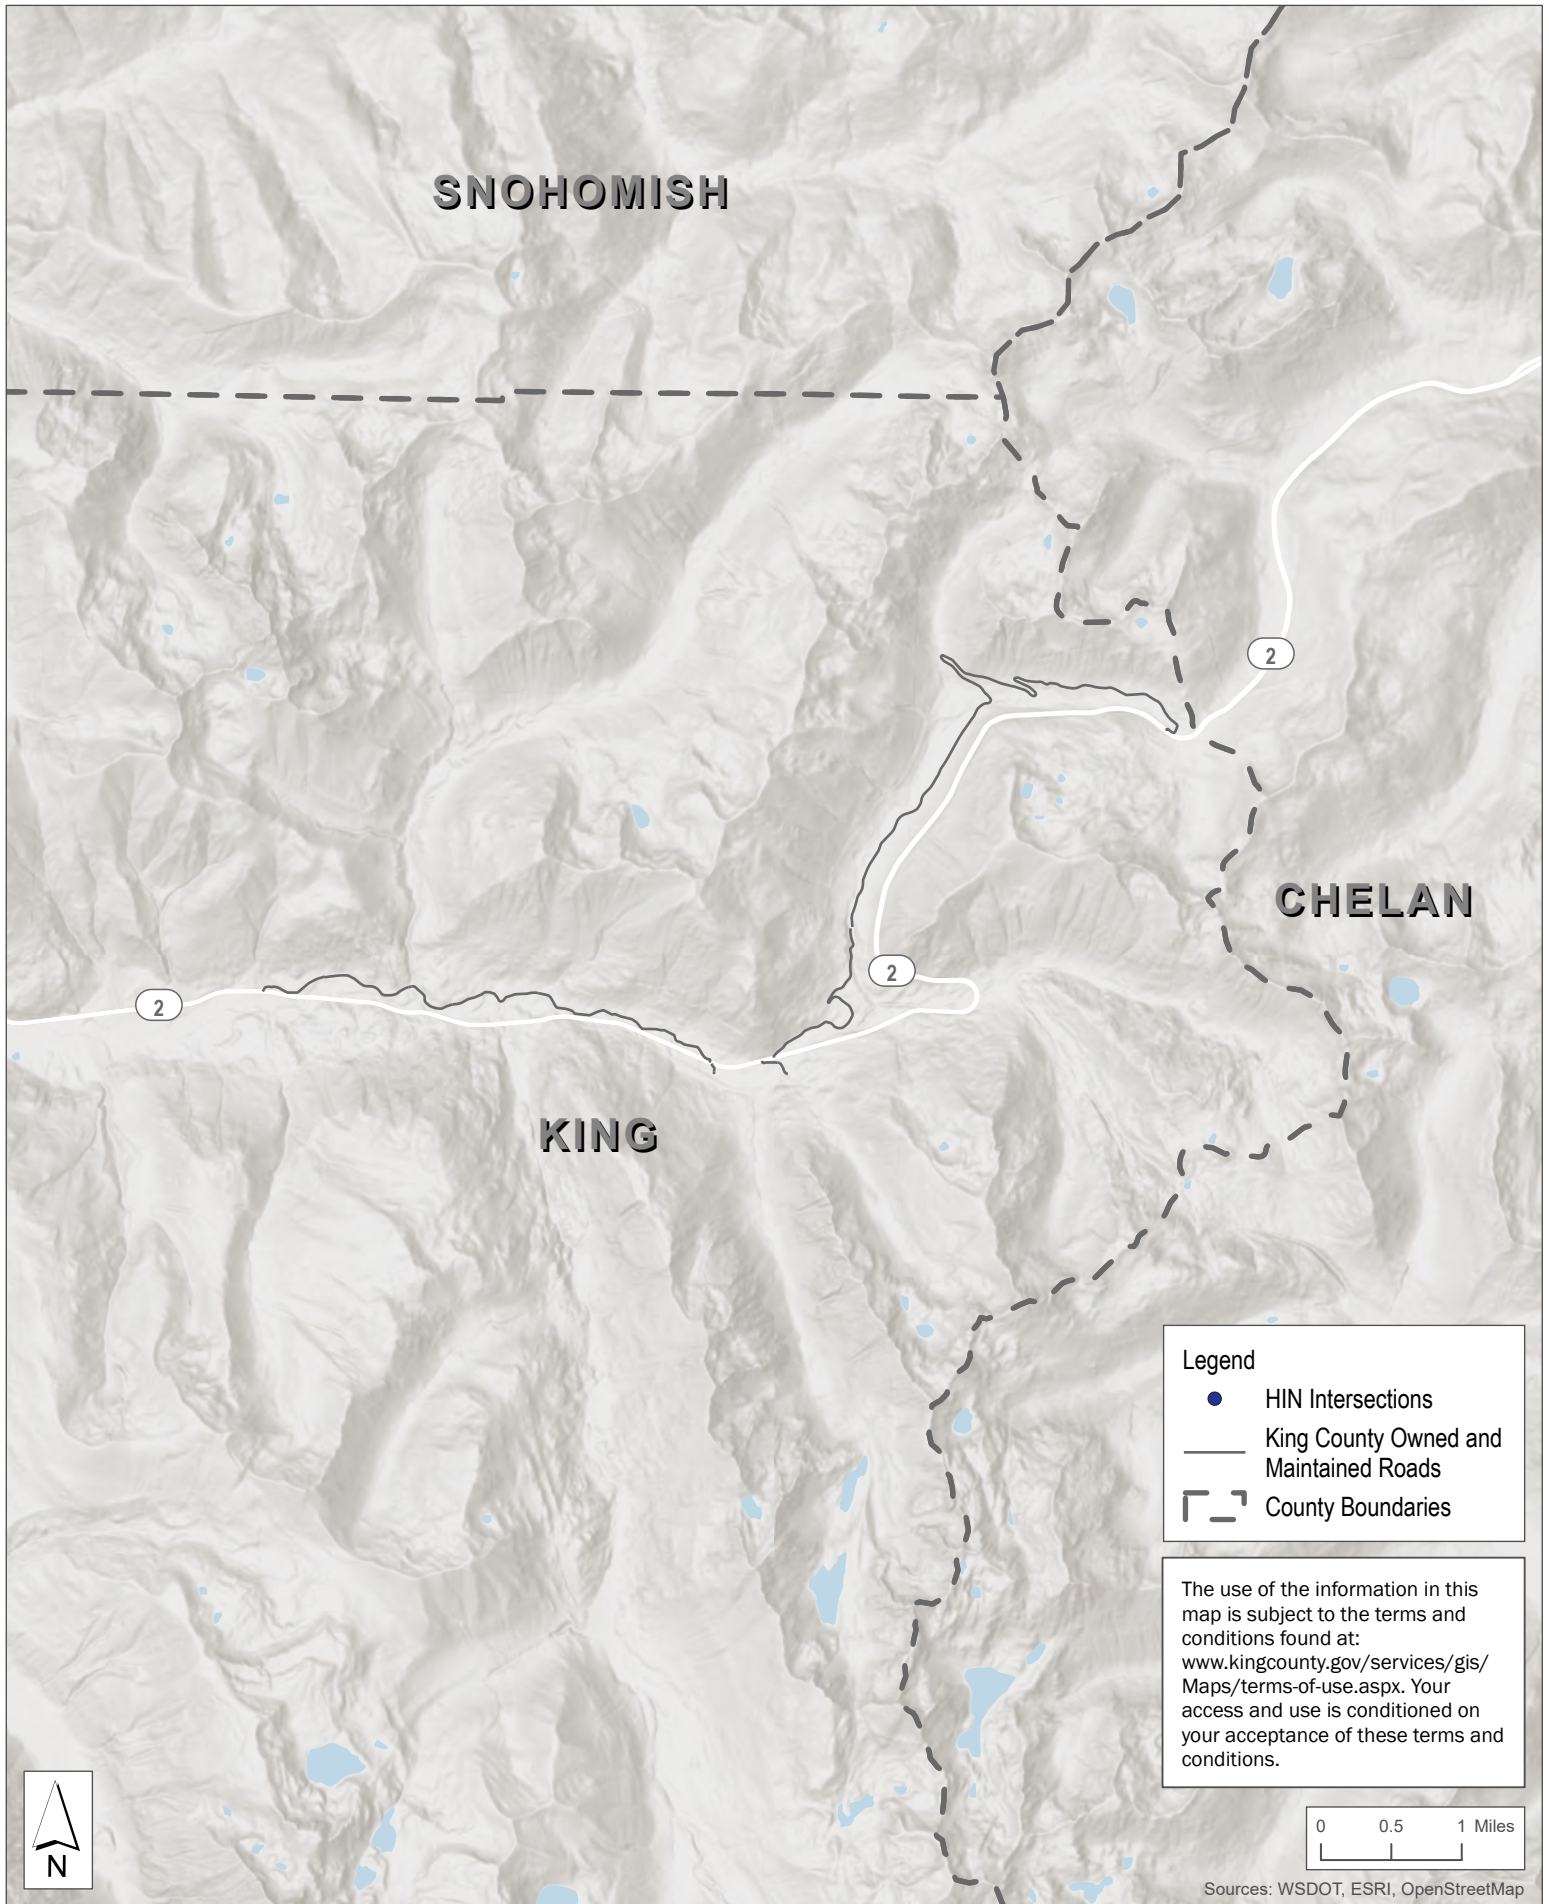 SNOHOMISH
2
CHELAN
2
2
KING
Legend
HIN Intersections
King County Owned and
Maintained Roads
County Boundaries
The use of the information in this
map is subject to the terms and
conditions found at:
www.kingcounty.gov/services/gis/
Maps/terms-of-use.aspx. Your
access and use is conditioned on
your acceptance of these terms and
conditions.
N
0 0.5 1 Miles
Sources: WSDOT, ESRI, OpenStreetMap